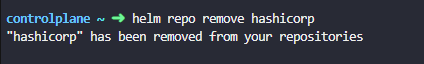 controlplane ~ ➜ helm repo remove hashicorp
"hashicorp" has been removed from your repositories